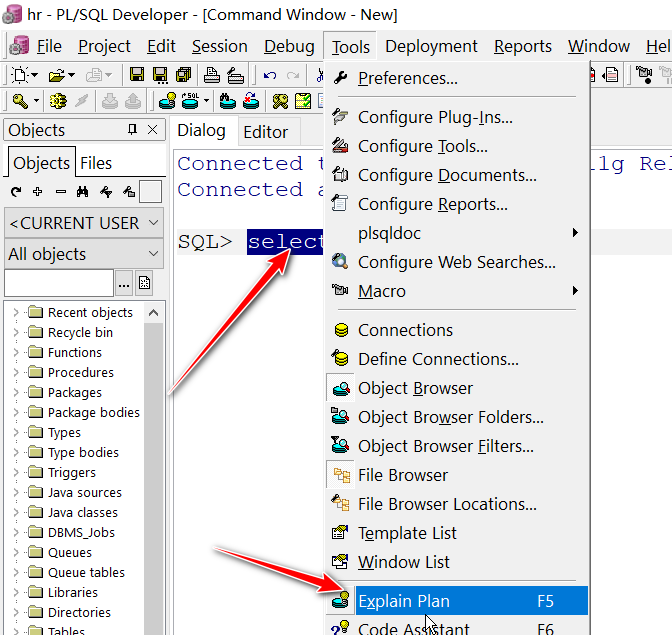 hr - PL/SQL Developer - [Command Window - New]
File Project Edit Session Debug Tools Deployment Reports Window Hel
SQL
Objects
Objects Files
<CURRENT USER
All objects
...
Recent objects
Recycle bin
Functions
Procedures
Packages
Package bodies
Types
Type bodies
Triggers
Java sources
Java classes
DBMS_Jobs
Queues
Queue tables
Libraries
Directories
Tables
Dialog Editor
Connected t l1g Rel
Connected a
SQL> select
Preferences...
Configure Plug-Ins...
Configure Tools...
Configure Documents...
Configure Reports...
plsqldoc
Configure Web Searches...
Macro
Connections
Define Connections...
Object Browser
Object Browser Folders...
Object Browser Filters...
File Browser
File Browser Locations...
Template List
Window List
Explain Plan F5
Code Assistant F6